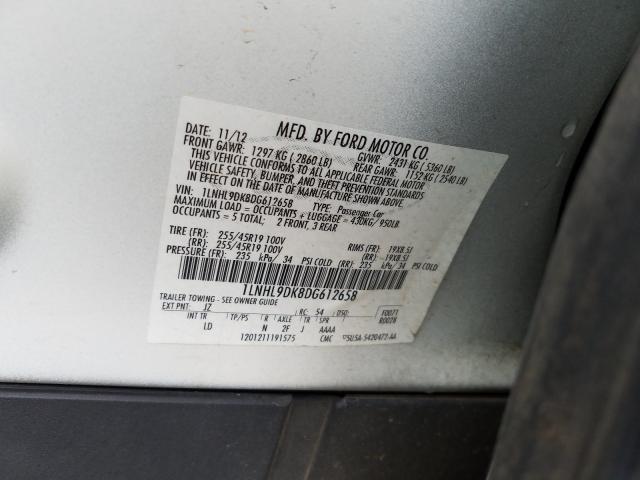 MFD. BY FORD MOTOR CO.
DATE: 11/12 GVWR: 2431 KG (5360 LB)
FRONT GAWR: 1297 KG (2860 LB) REAR GAWR: 1152 KG (2540 LB)
THIS VEHICLE CONFORMS TO ALL APPLICABLE FEDERAL MOTOR
VEHICLE SAFETY, BUMPER, AND THEFT PREVENTION STANDARDS
IN EFFECT ON THE DATE OF MANUFACTURE SHOWN ABOVE.
VIN: 1LNHL9DK8DG612658 TYPE: Passenger Car
MAXIMUM LOAD = OCCUPANTS + LUGGAGE = 430KG/ 950LB
OCCUPANTS = 5 TOTAL; 2 FRONT, 3 REAR
TIRE (FR): 255/45R19 100V RIMS (FR): 19X8.5J
(RR): 255/45R19 100V (RR): 19X8.5J
PRESSURE (FR): 235 kPa/ 34 PSI COLD (RR): 235 kPa/ 34 PSI COLD
1LNHL9DK8DG612658
TRAILER TOWING - SEE OWNER GUIDE
EXT PNT: JZ RC: 54 DSO: F0071
R0028
INT TR TP/PS R AXLE TR SPR
LD N 2F J AAAA
1201211191575 CMC